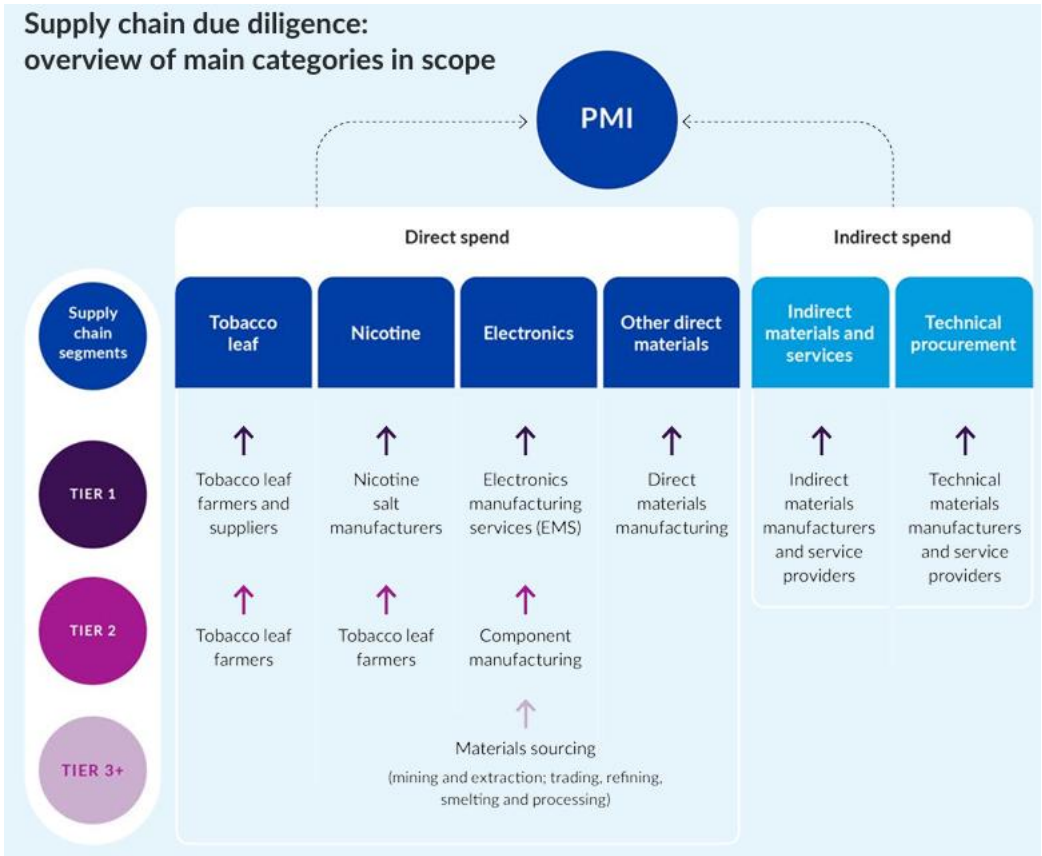 Supply chain due diligence:
overview of main categories in scope
PMI
Direct spend
Indirect spend
Supply
chain
segments
Tobacco
leaf
Nicotine
Electronics
Other direct
materials
Indirect
materials and
services
Technical
procurement
TIER 1
Tobacco leaf
farmers and
suppliers
Nicotine
salt
manufacturers
Electronics
manufacturing
services (EMS)
Direct
materials
manufacturing
Indirect
materials
manufacturers
and service
providers
Technical
materials
manufacturers
and service
providers
TIER 2
Tobacco leaf
farmers
Tobacco leaf
farmers
Component
manufacturing
TIER 3+
Materials sourcing
(mining and extraction; trading, refining,
smelting and processing)